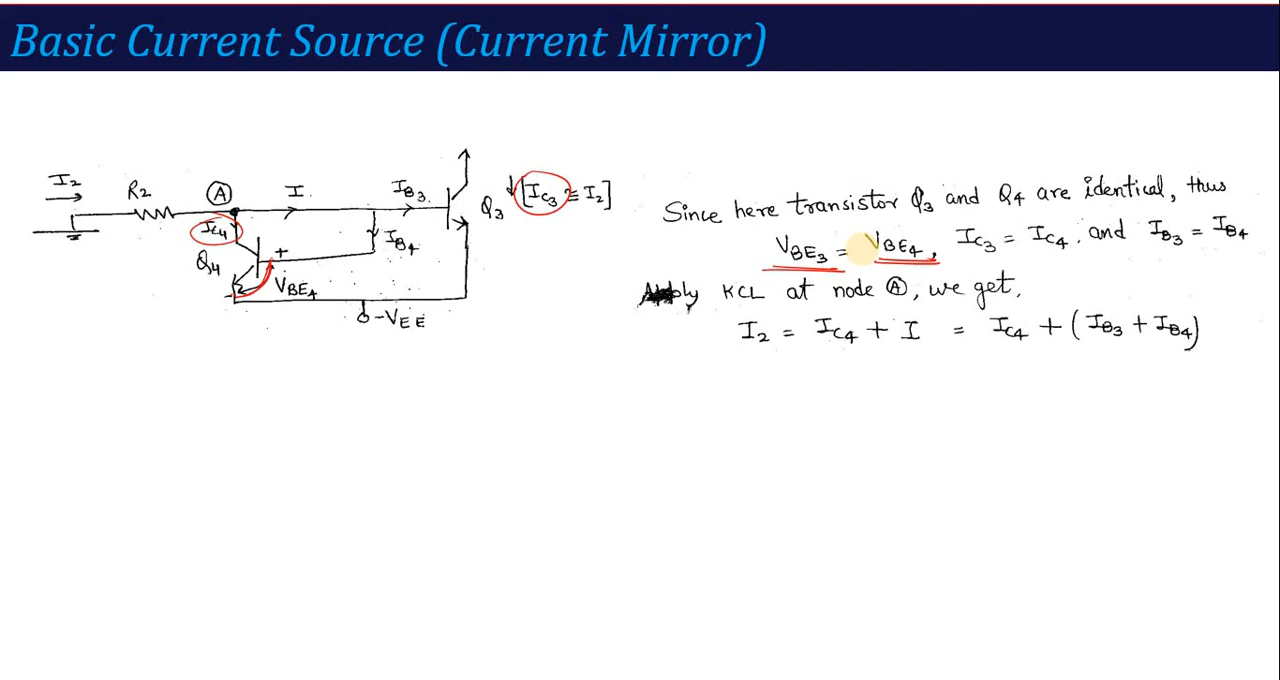 Basic Current Source (Current Mirror)
I2
R2
A
I
IB3
Q3
[IC3 ≅ I2]
IC4
IB4
Q4
+
VBE4
-VEE
Since here transistor Q3 and Q4 are identical, thus
VBE3 = VBE4, IC3 = IC4, and IB3 = IB4
KCL at node A, we get,
I2 = IC4 + I = IC4 + (IB3 + IB4)